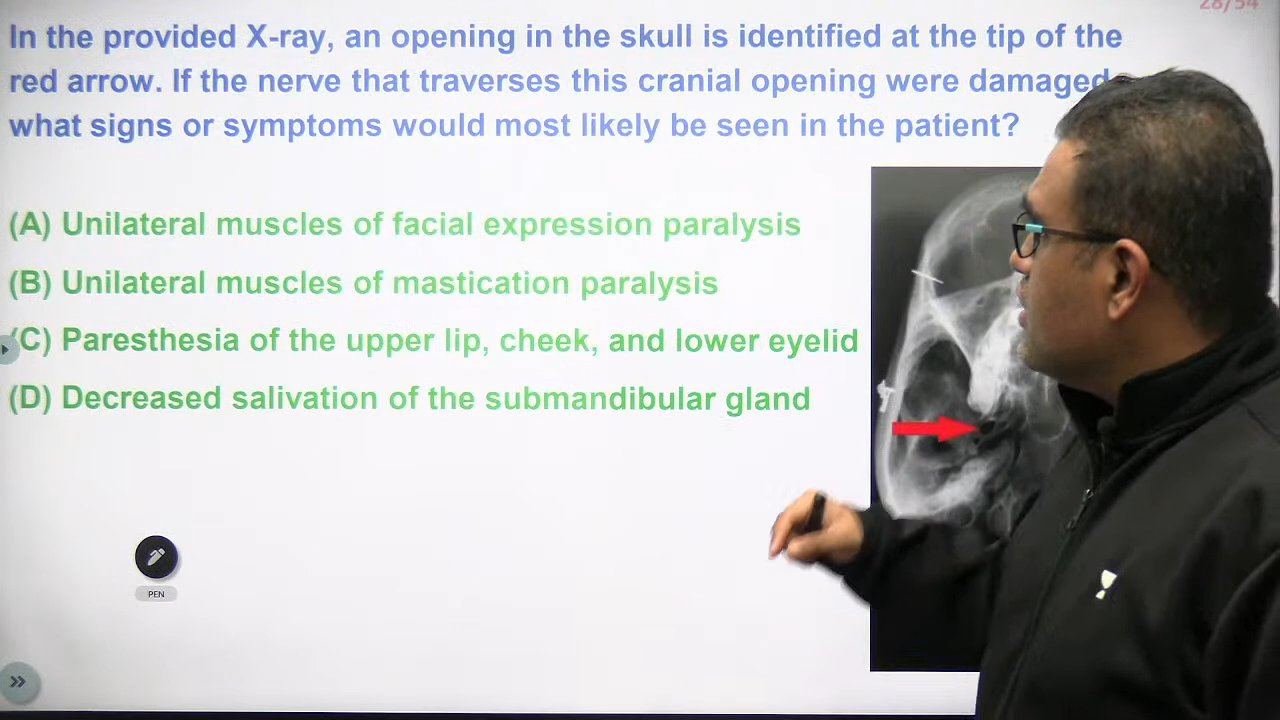 28/54
In the provided X-ray, an opening in the skull is identified at the tip of the
red arrow. If the nerve that traverses this cranial opening were damaged
what signs or symptoms would most likely be seen in the patient?
(A) Unilateral muscles of facial expression paralysis
(B) Unilateral muscles of mastication paralysis
(C) Paresthesia of the upper lip, cheek, and lower eyelid
(D) Decreased salivation of the submandibular gland
PEN